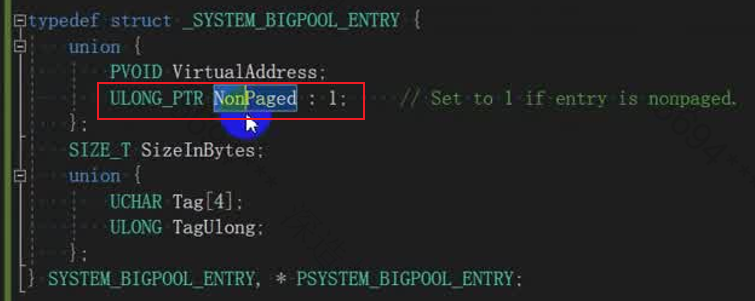 typedef struct _SYSTEM_BIGPOOL_ENTRY {
union {
PVOID VirtualAddress;
ULONG_PTR NonPaged : 1;    // Set to 1 if entry is nonpaged.
};
SIZE_T SizeInBytes;
union {
UCHAR Tag[4];
ULONG TagUlong;
};
} SYSTEM_BIGPOOL_ENTRY, * PSYSTEM_BIGPOOL_ENTRY;